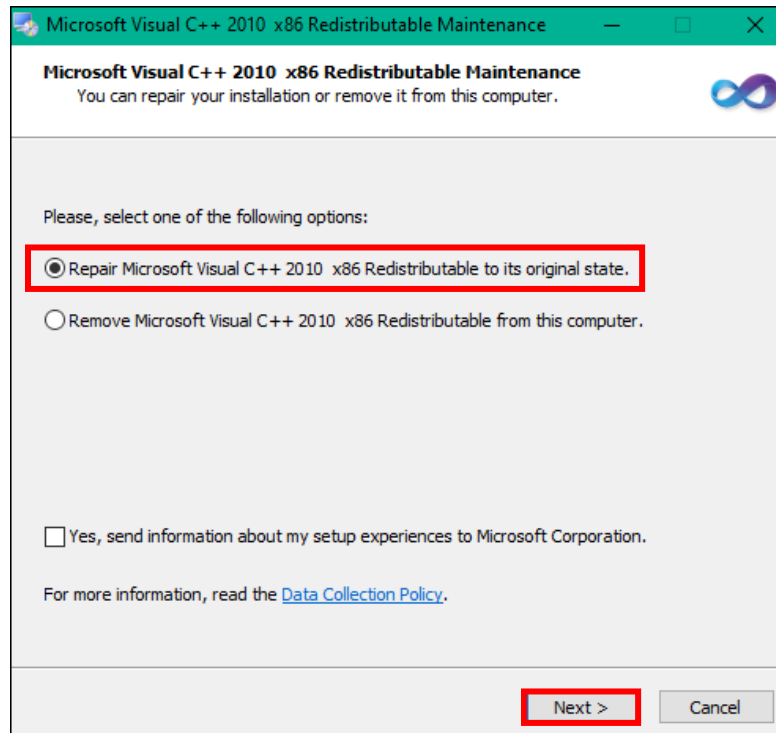 Microsoft Visual C++ 2010 x86 Redistributable Maintenance
Microsoft Visual C++ 2010 x86 Redistributable Maintenance
You can repair your installation or remove it from this computer.
Please, select one of the following options:
Repair Microsoft Visual C++ 2010 x86 Redistributable to its original state.
Remove Microsoft Visual C++ 2010 x86 Redistributable from this computer.
Yes, send information about my setup experiences to Microsoft Corporation.
For more information, read the Data Collection Policy.
Next > Cancel